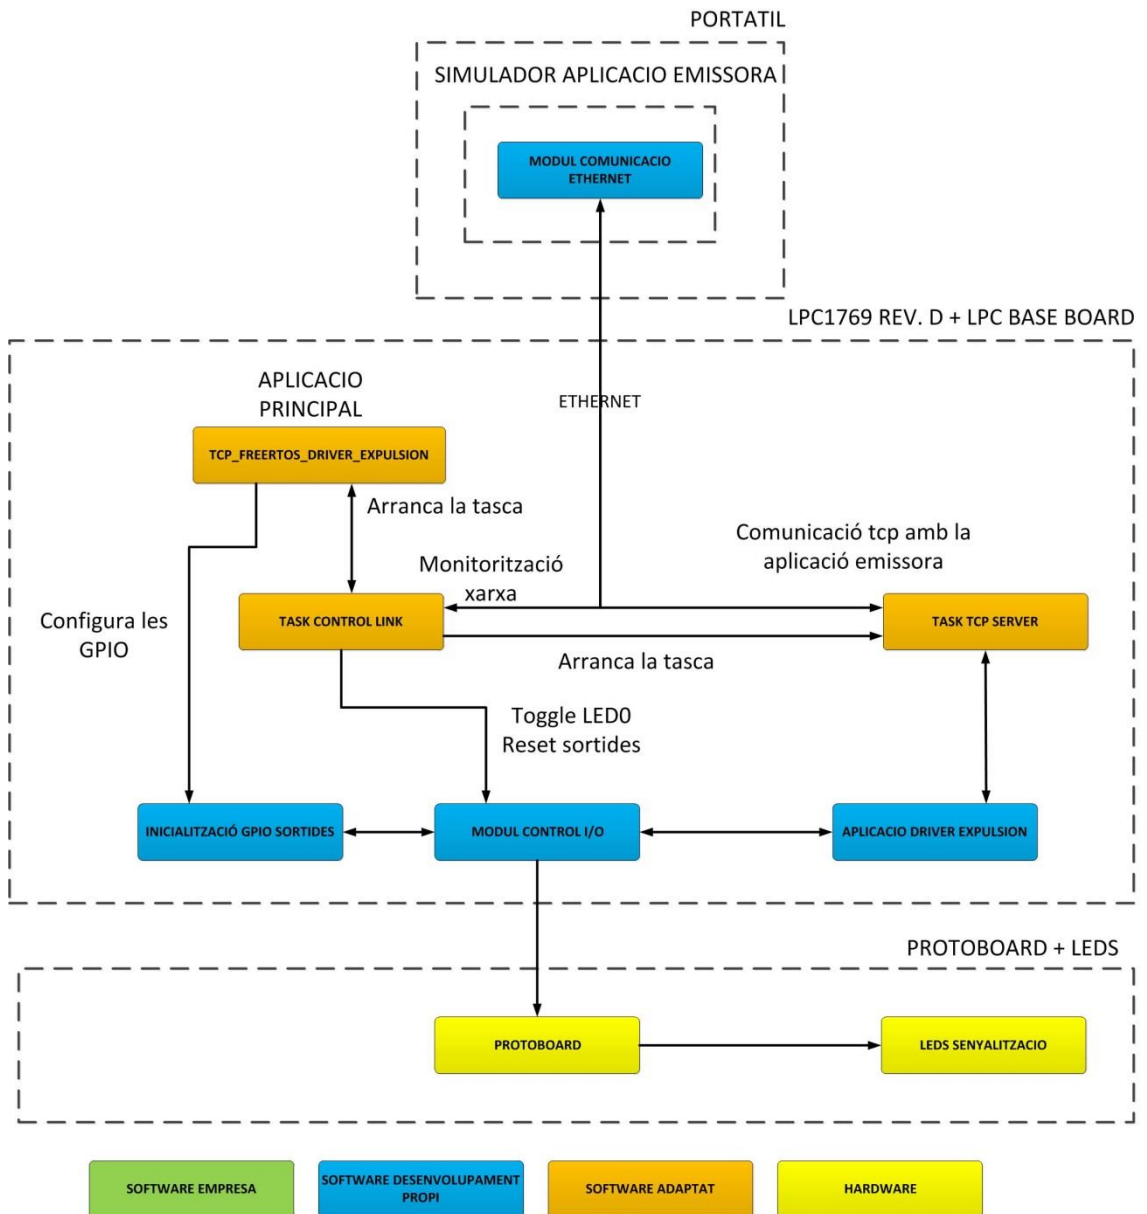 PORTATIL
SIMULADOR APLICACIO EMISSORA
MODUL COMUNICACIO
ETHERNET
LPC1769 REV. D + LPC BASE BOARD
APLICACIO
PRINCIPAL
ETHERNET
TCP_FREERTOS_DRIVER_EXPULSION
Arranca la tasca
Monitorització
xarxa
Comunicació tcp amb la
aplicació emissora
Configura les
GPIO
TASK CONTROL LINK
TASK TCP SERVER
Arranca la tasca
Toggle LED0
Reset sortides
INICIALITZACIÓ GPIO SORTIDES
MODUL CONTROL I/O
APLICACIO DRIVER EXPULSION
PROTOBOARD + LEDS
PROTOBOARD
LEDS SENYALITZACIO
SOFTWARE EMPRESA
SOFTWARE DESENVOLUPAMENT
PROPI
SOFTWARE ADAPTAT
HARDWARE